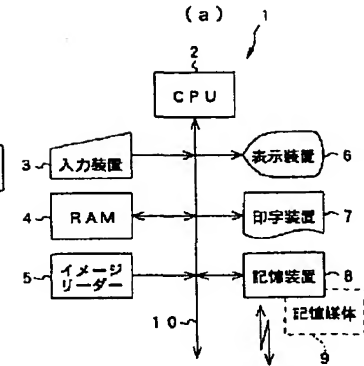 (a)
1
2
CPU
3 入力装置
表示装置 6
4 RAM
印字装置 7
5 イメージ
リーダー
記憶装置 8
記憶媒体
9
10